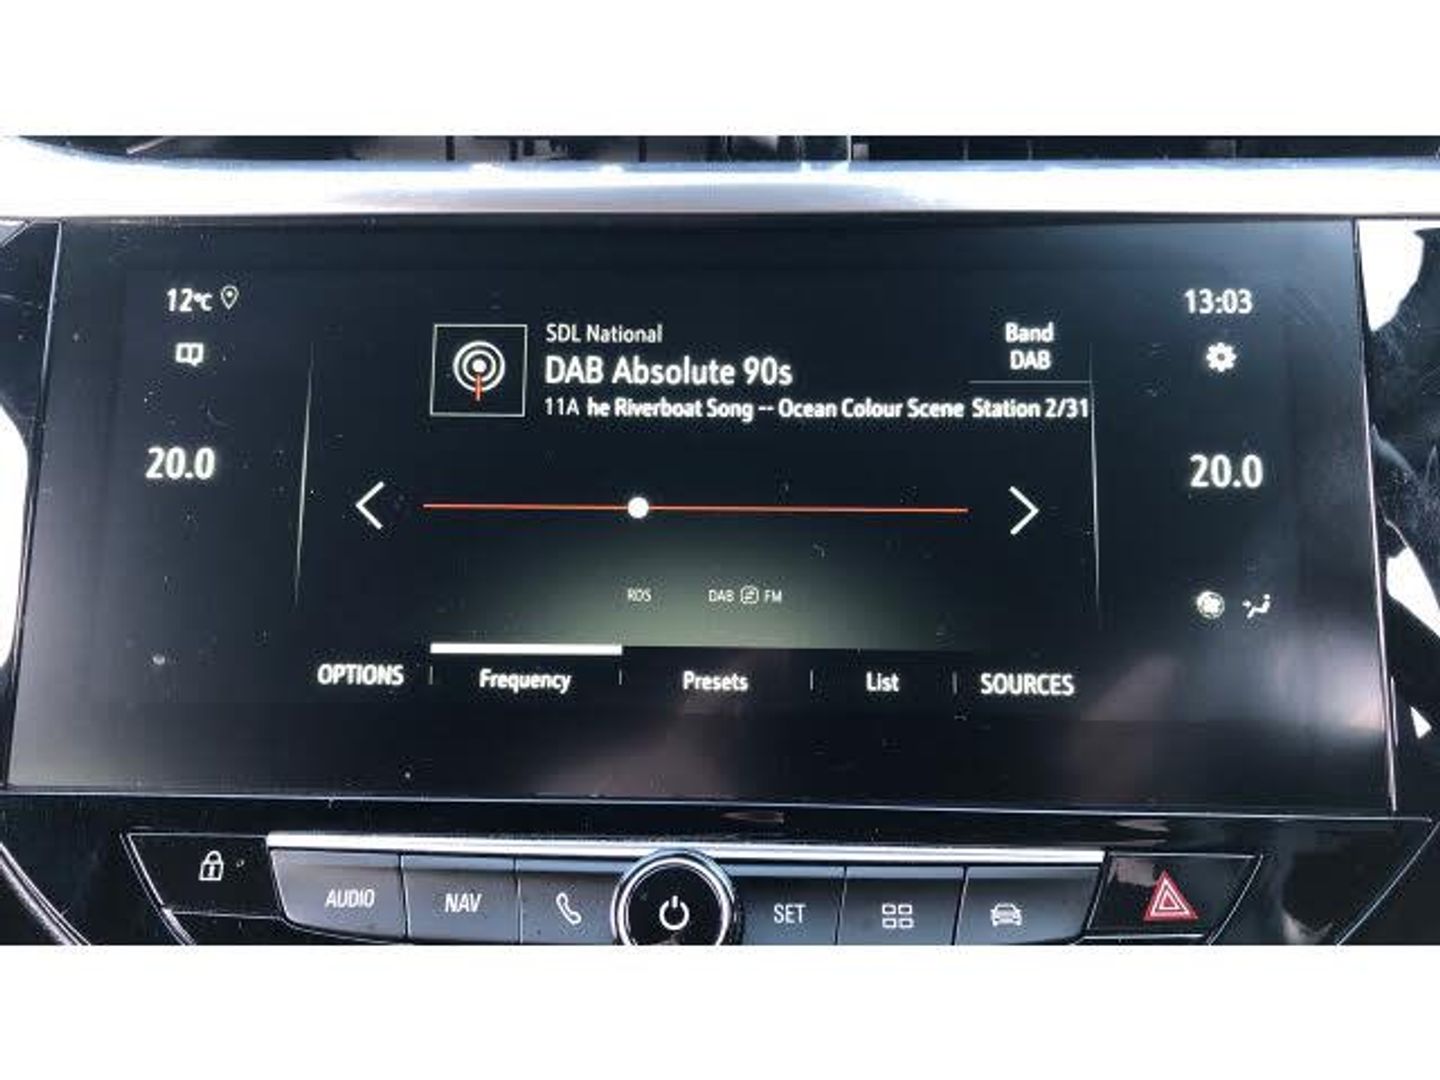 12°C
13:03
SDL National
Band
DAB Absolute 90s
DAB
11A he Riverboat Song -- Ocean Colour Scene Station 2/31
20.0
20.0
RDS DAB FM
OPTIONS Frequency Presets List SOURCES
AUDIO NAV SET